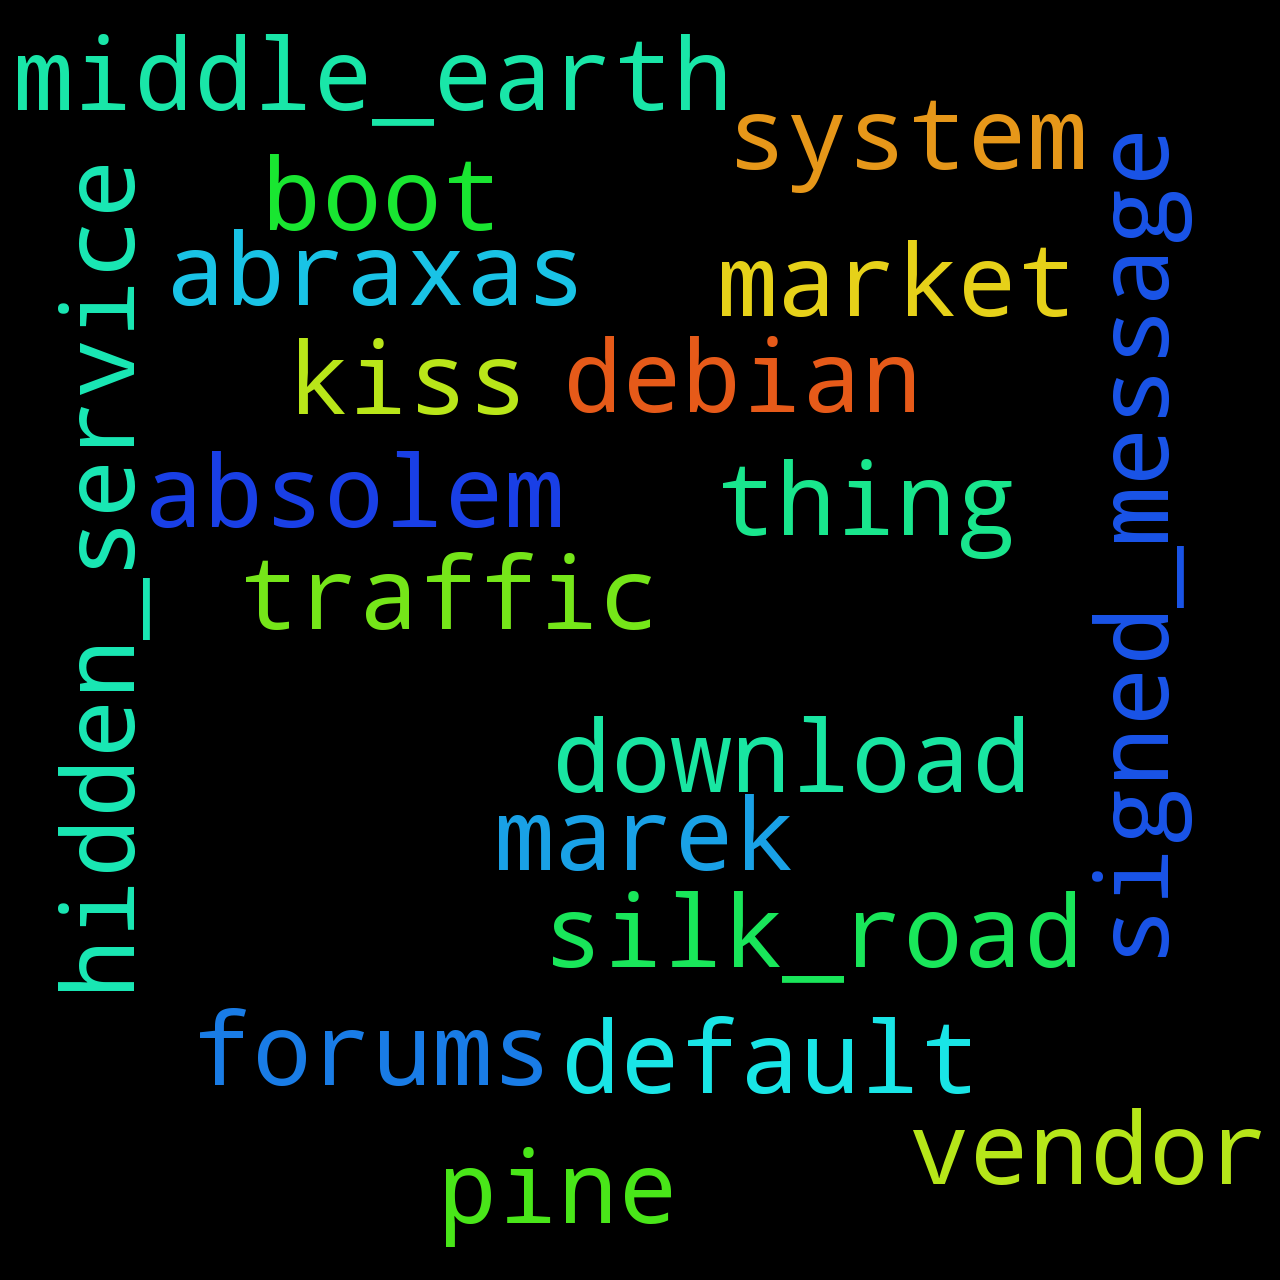 middle_earth
system
boot
abraxas
market
kiss
debian
absolem
thing
traffic
hidden_service
signed_message
download
marek
silk_road
forums
default
vendor
pine